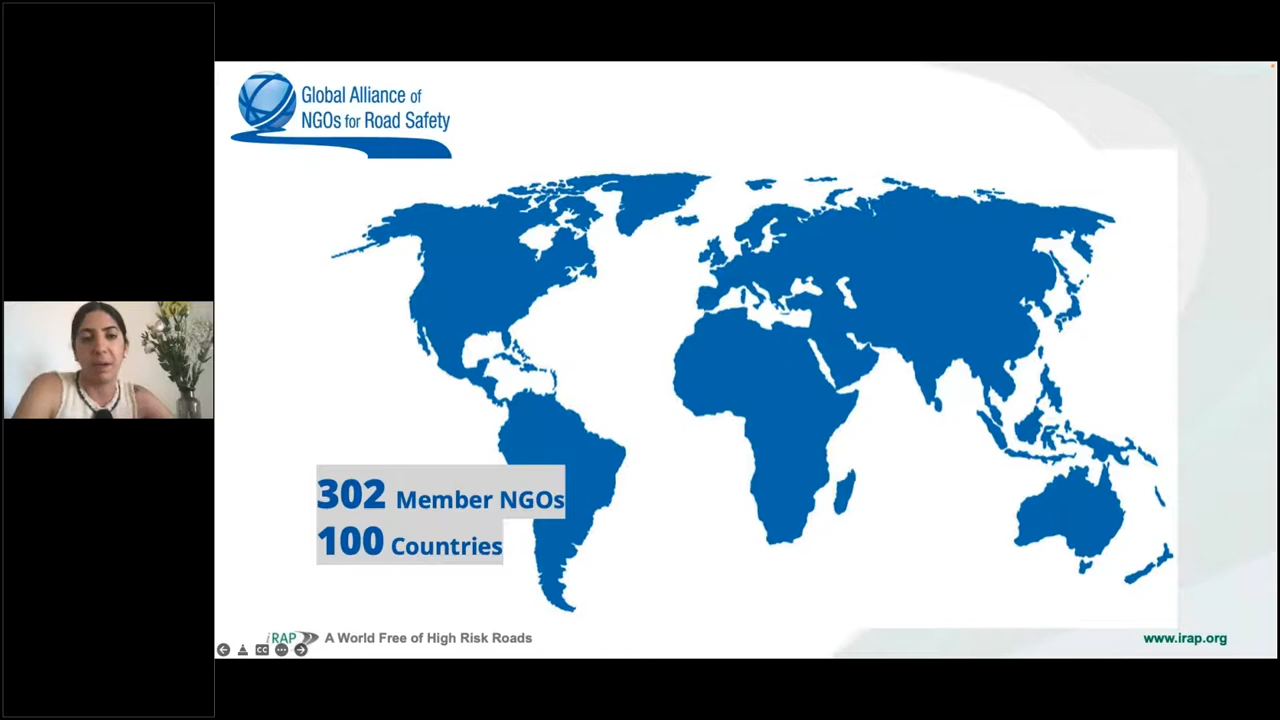 Global Alliance of
NGOs for Road Safety
302 Member NGOs
100 Countries
iRAP A World Free of High Risk Roads
www.irap.org
CC